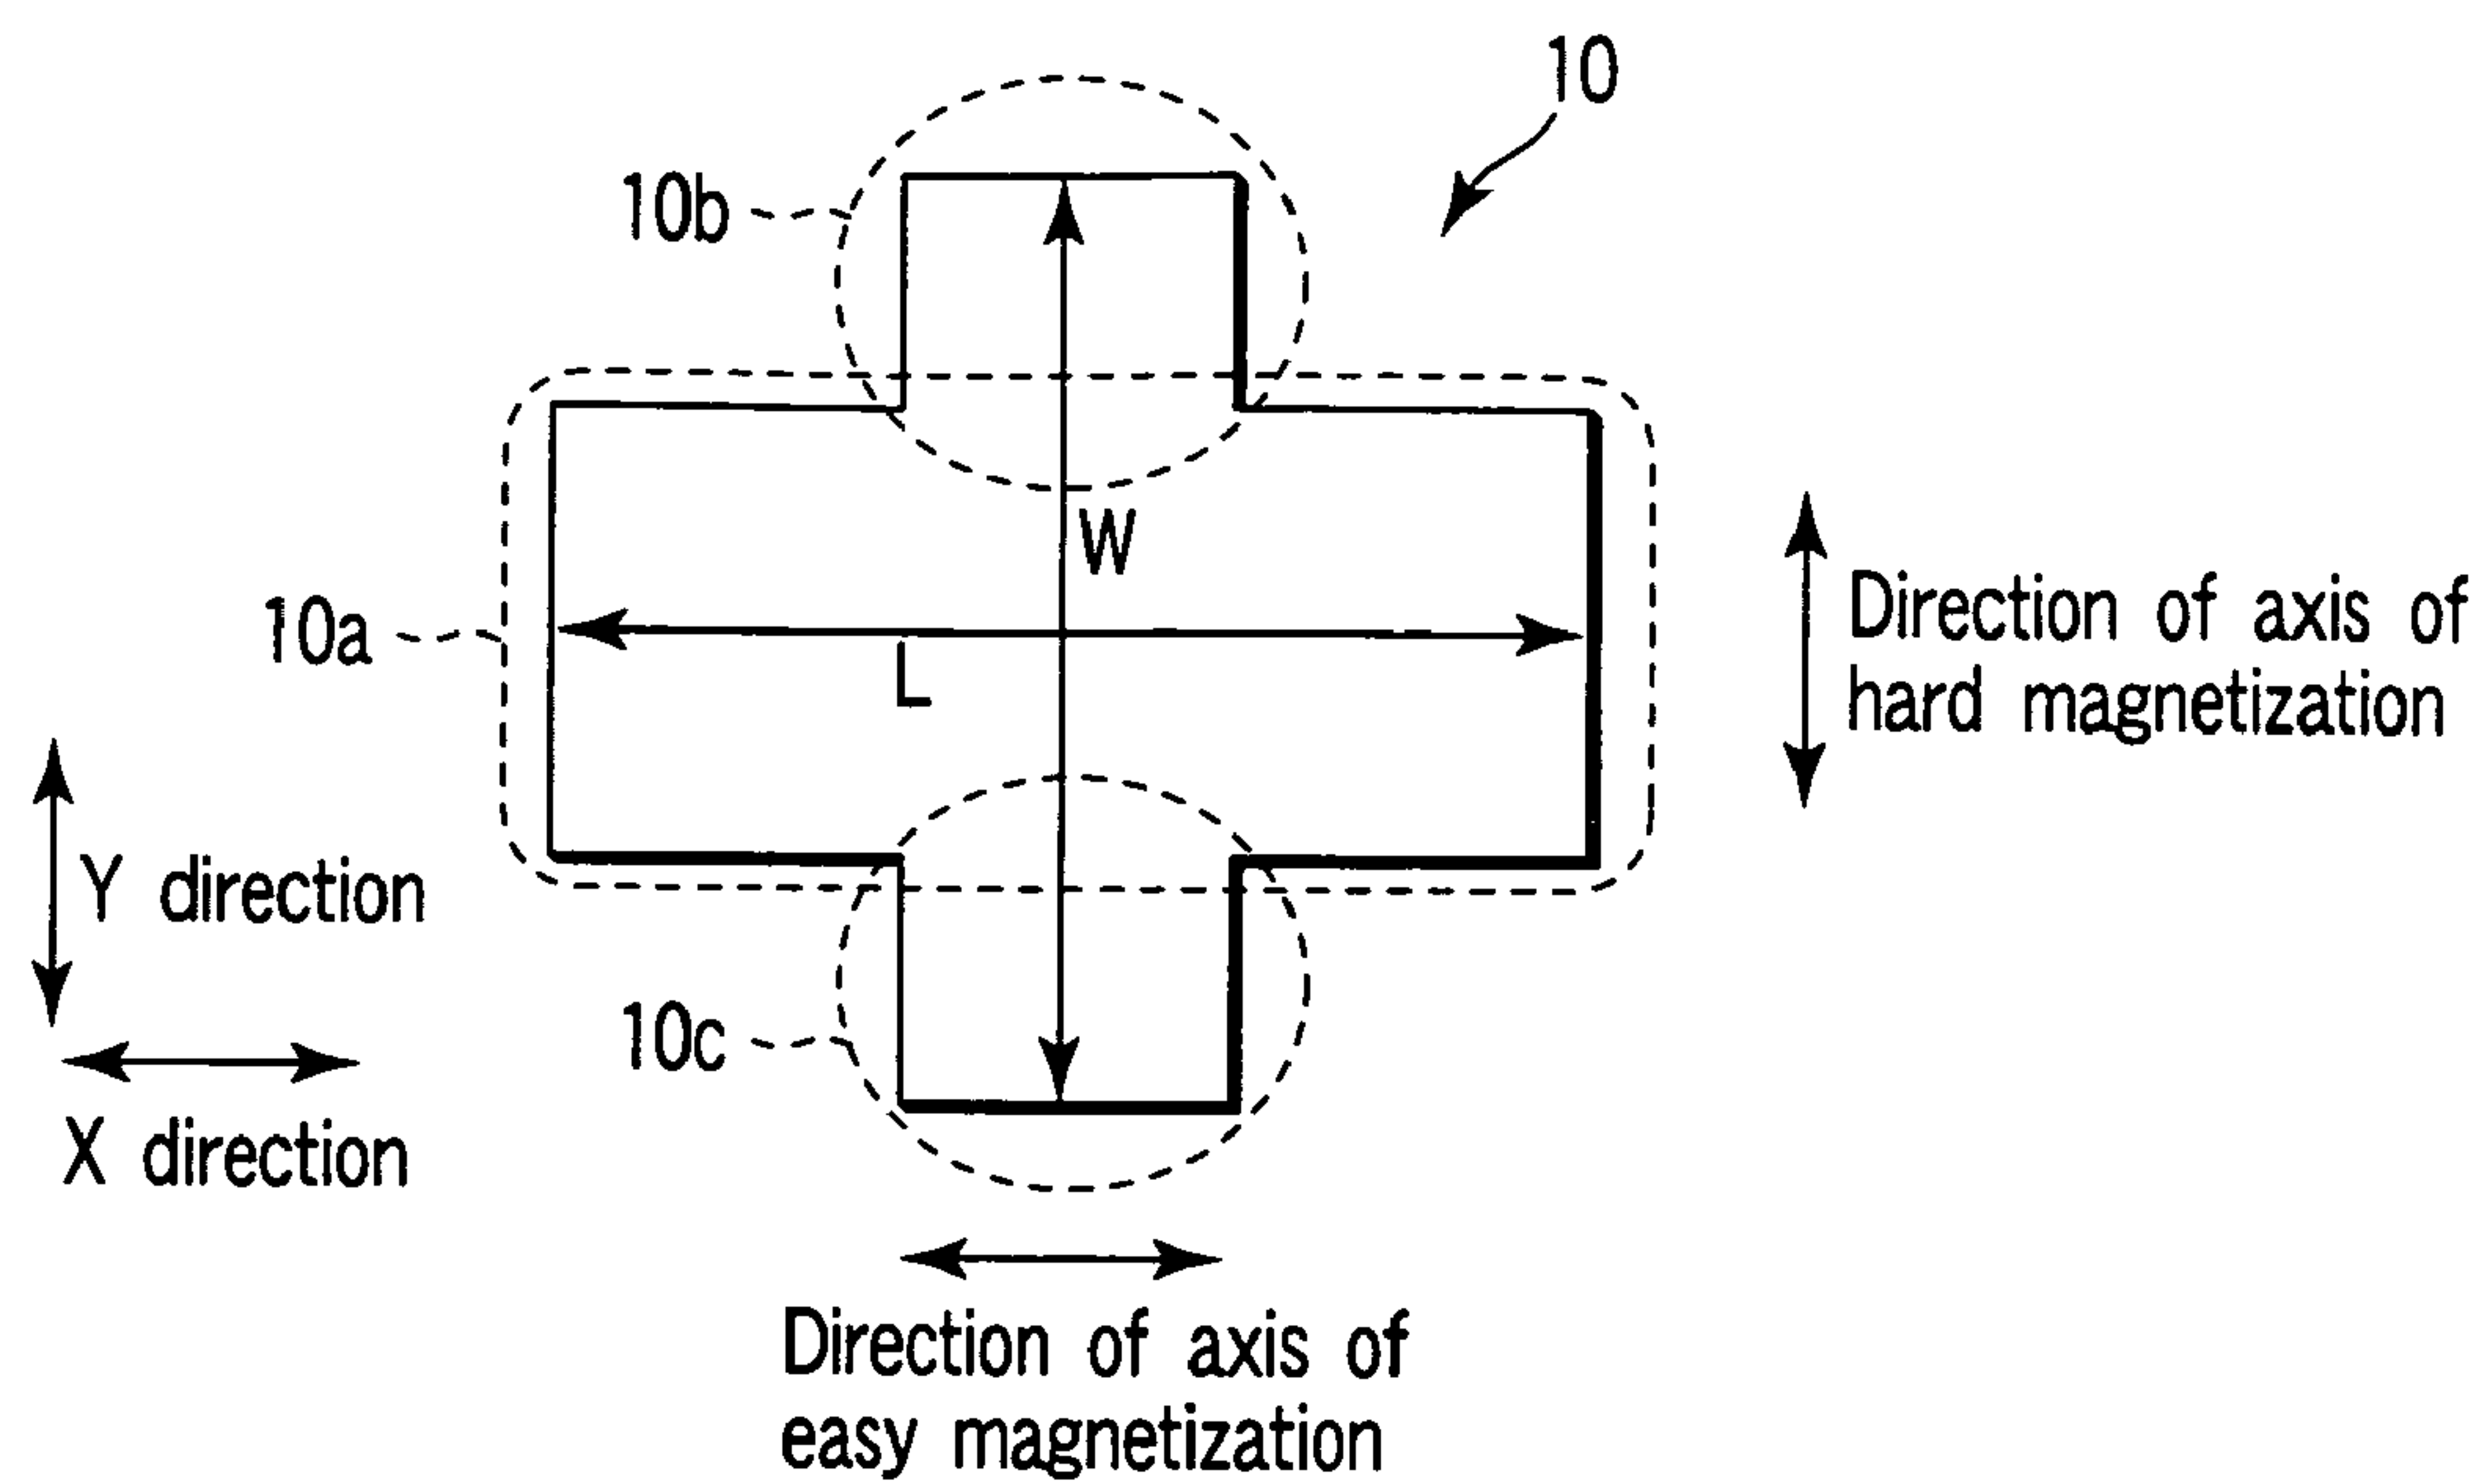 10
10b
W
10a
L
Direction of axis of
hard magnetization
Y direction
10c
X direction
Direction of axis of
easy magnetization